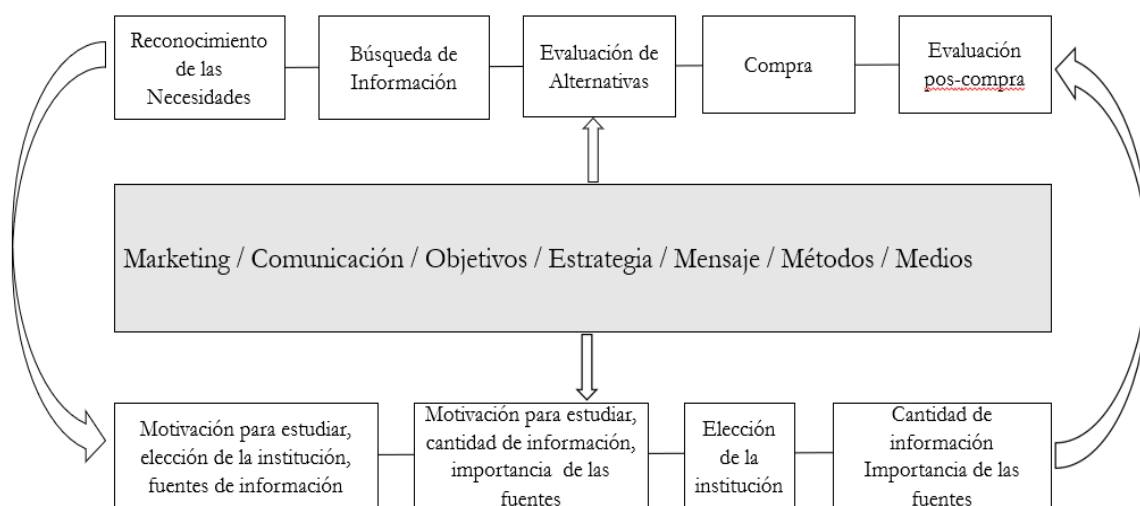 Reconocimiento
de las
Necesidades
Búsqueda de
Información
Evaluación de
Alternativas
Compra
Evaluación
pos-compra
Marketing / Comunicación / Objetivos / Estrategia / Mensaje / Métodos / Medios
Motivación para estudiar,
elección de la institución,
fuentes de información
Motivación para estudiar,
cantidad de información,
importancia de las
fuentes
Elección
de la
institución
Cantidad de
información
Importancia de las
fuentes